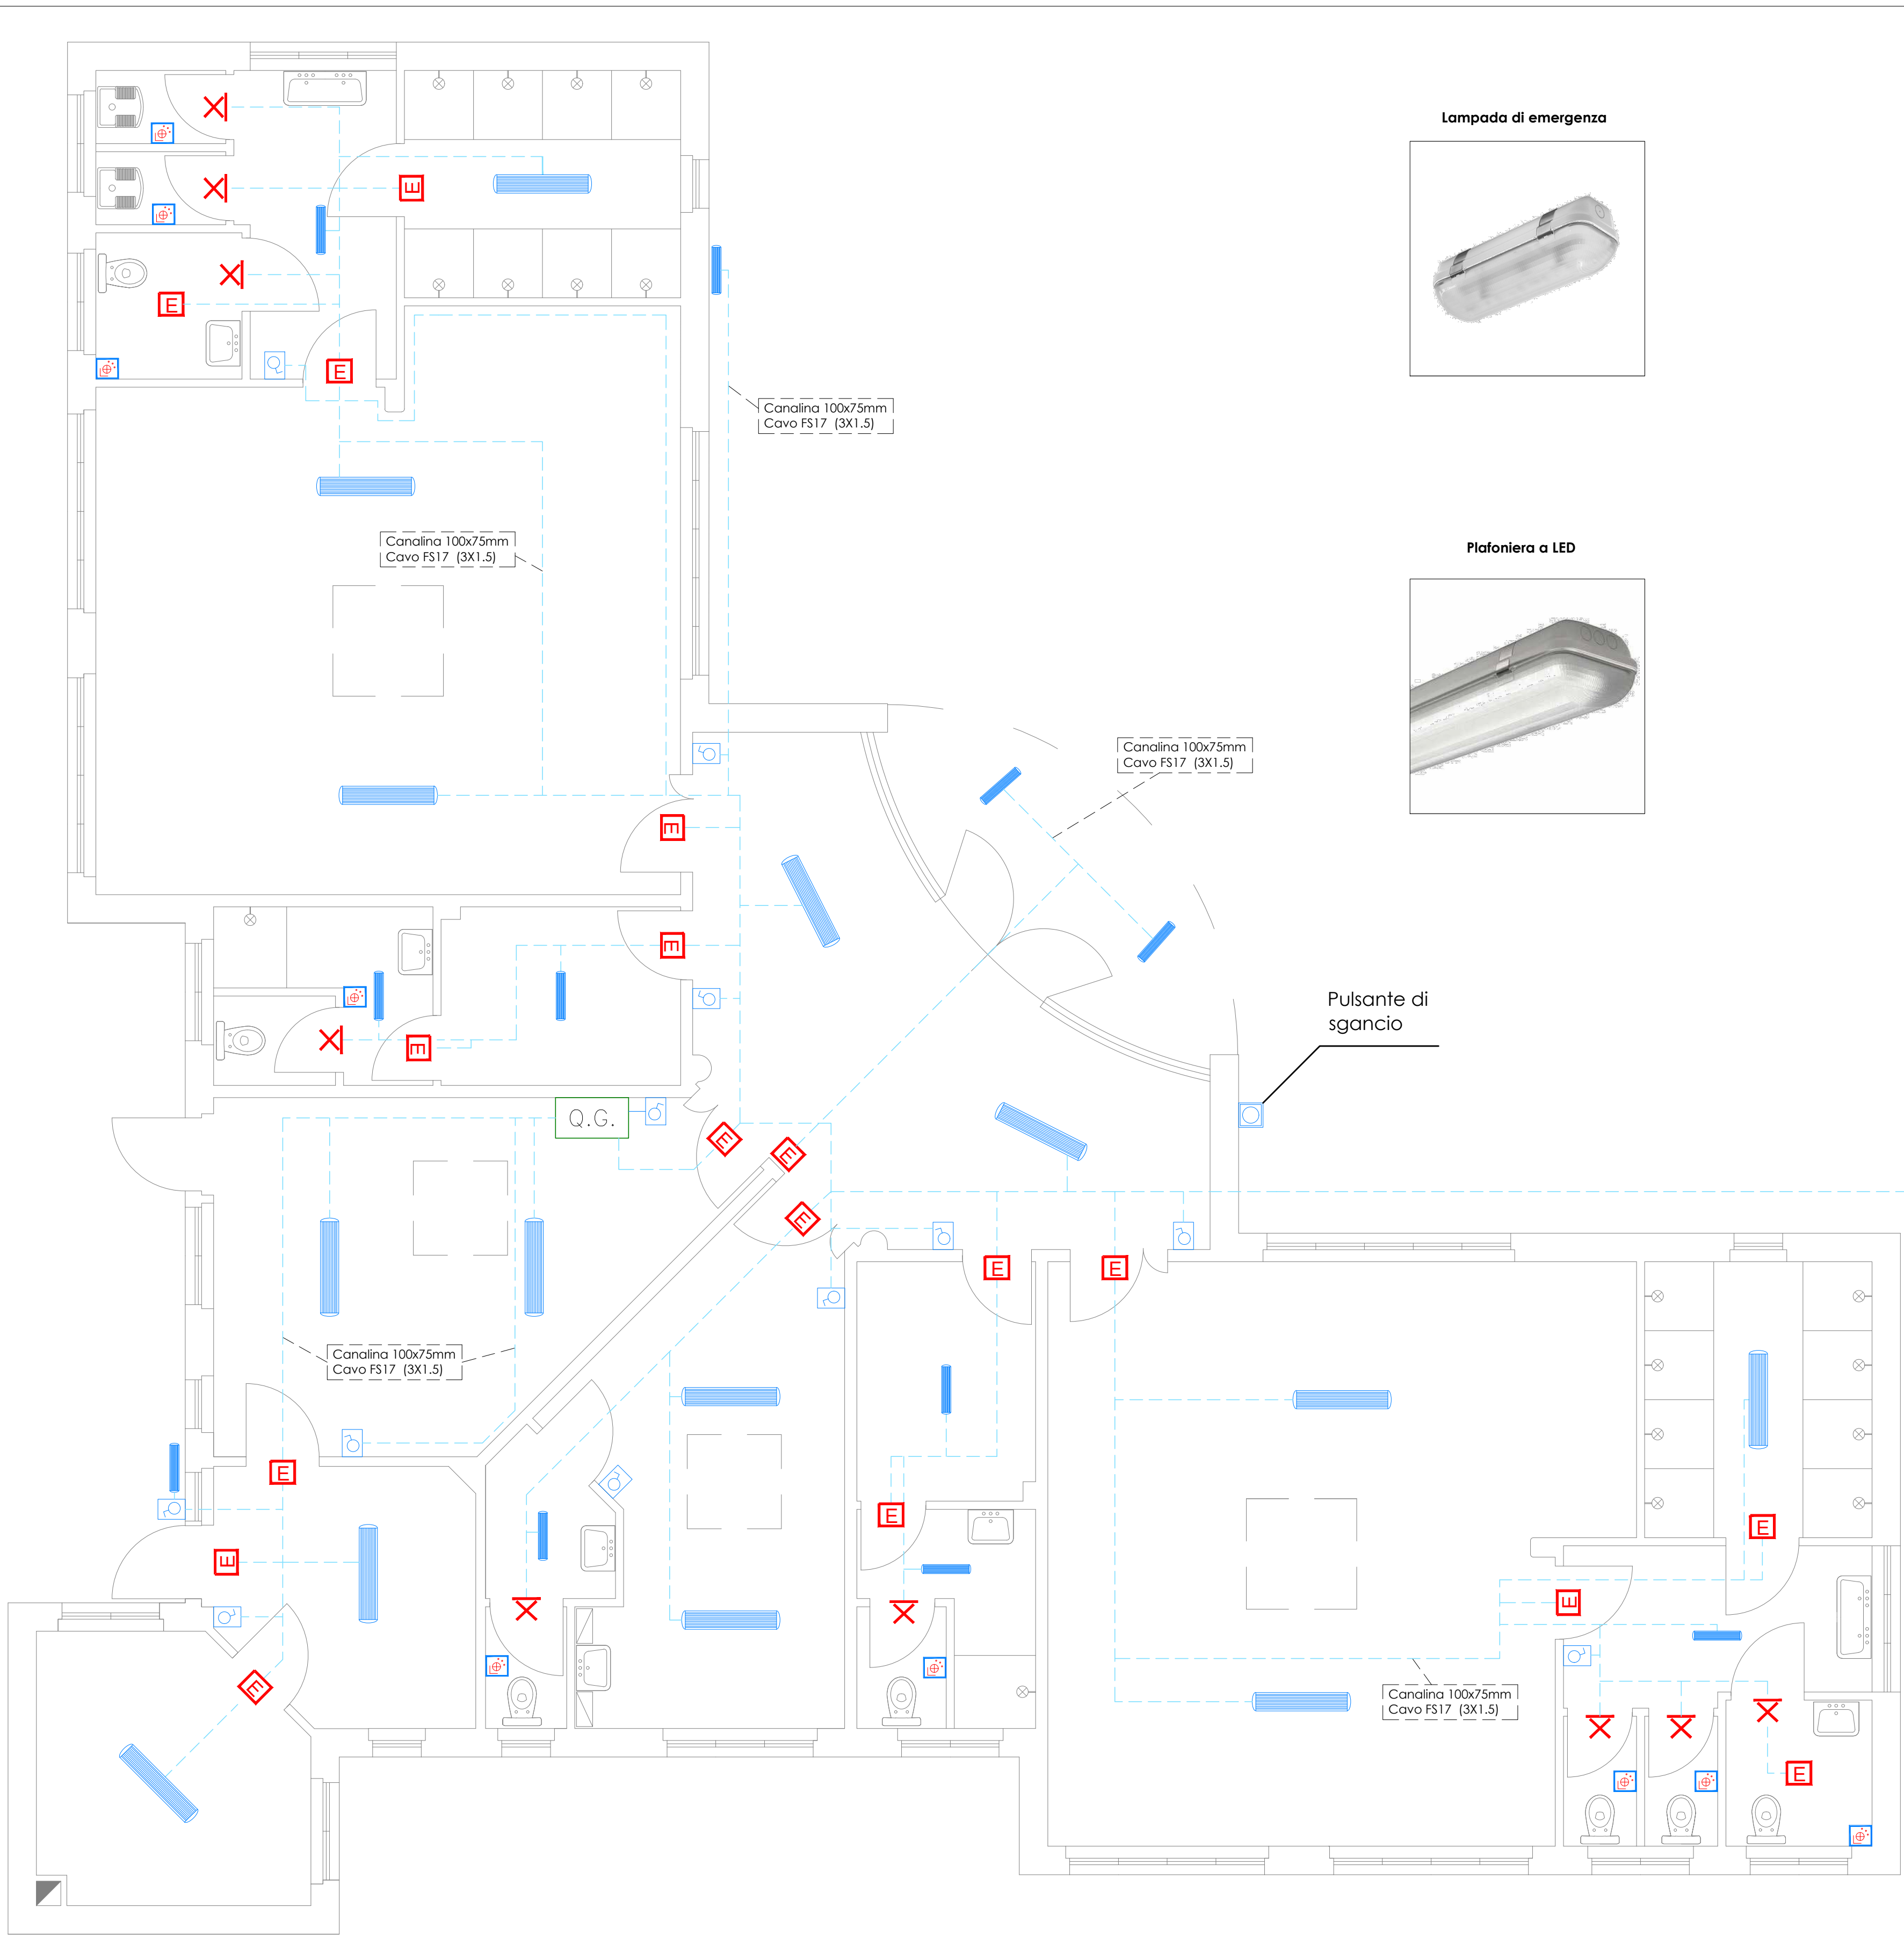 Lampada di emergenza
E
E
E
Canalina 100x75mm
Cavo FS17 (3X1.5)
Canalina 100x75mm
Cavo FS17 (3X1.5)
Plafoniera a LED
Canalina 100x75mm
Cavo FS17 (3X1.5)
E
E
Pulsante di
sgancio
E
Q.G.
E
E
E
E
E
Canalina 100x75mm
Cavo FS17 (3X1.5)
E
E
E
E
E
E
Canalina 100x75mm
Cavo FS17 (3X1.5)
E